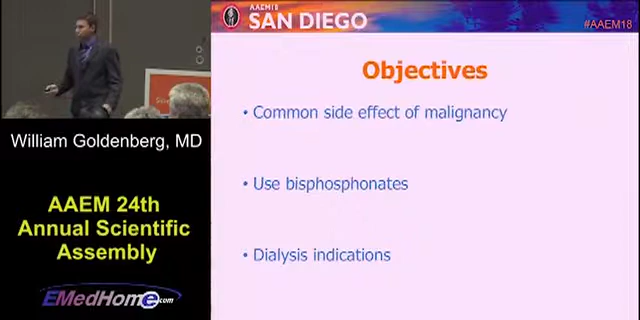 AAEM18
SAN DIEGO
#AAEM18
Objectives
• Common side effect of malignancy
• Use bisphosphonates
• Dialysis indications
William Goldenberg, MD
AAEM 24th
Annual Scientific
Assembly
EMedHome.com